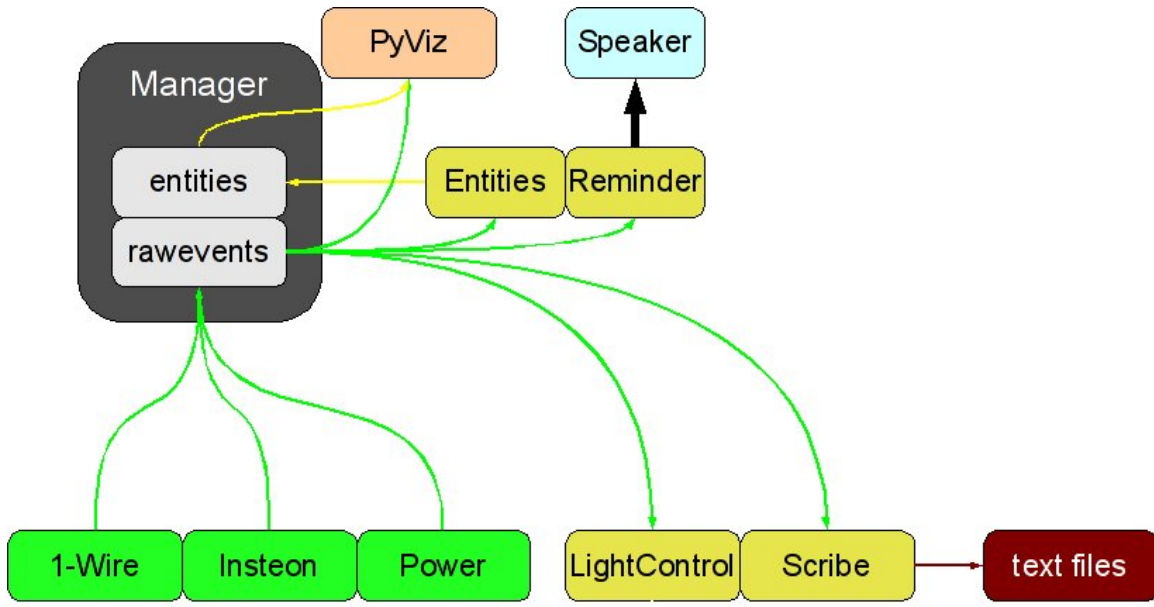 PyViz
Speaker
Manager
entities
Entities
Reminder
rawevents
1-Wire
Insteon
Power
LightControl
Scribe
text files